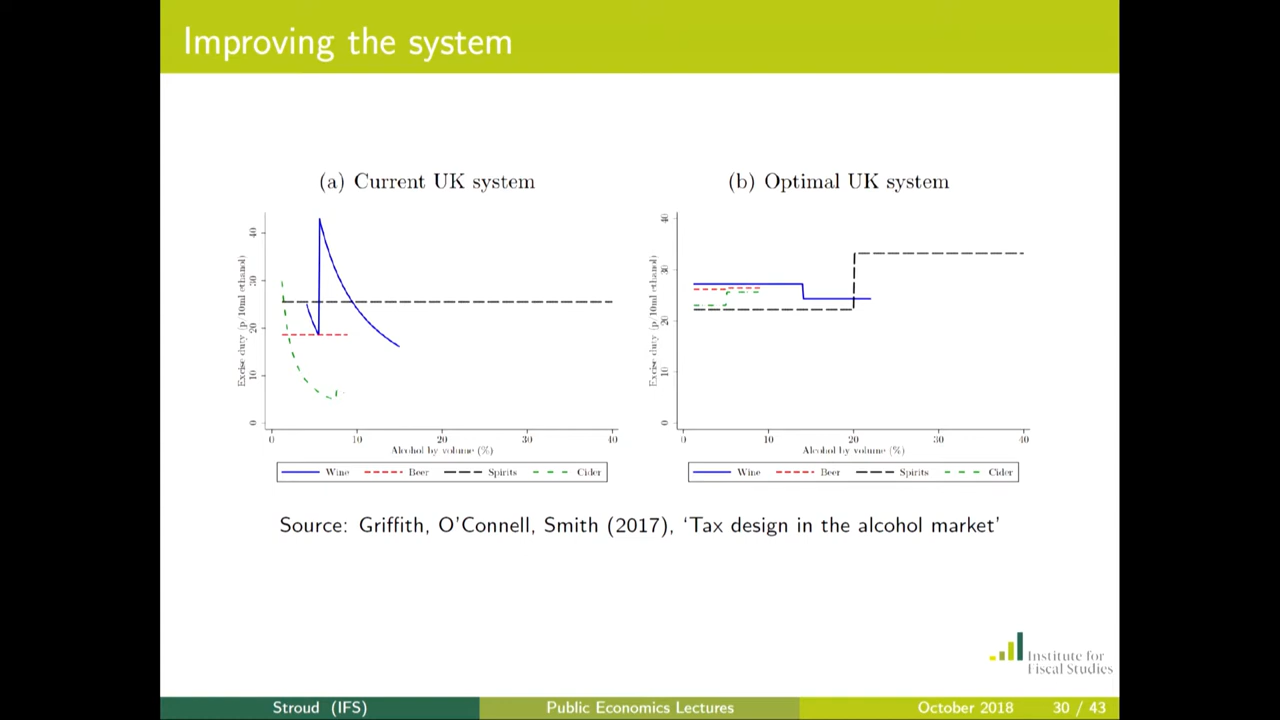 Improving the system
(a) Current UK system
(b) Optimal UK system
Excise duty (p/10ml ethanol)
40
30
20
10
0
0 10 20 30 40
Alcohol by volume (%)
Wine Beer Spirits Cider
Excise duty (p/10ml ethanol)
40
30
20
10
0
0 10 20 30 40
Alcohol by volume (%)
Wine Beer Spirits Cider
Source: Griffith, O'Connell, Smith (2017), ‘Tax design in the alcohol market’
Institute for
Fiscal Studies
Stroud (IFS) Public Economics Lectures October 2018 30 / 43